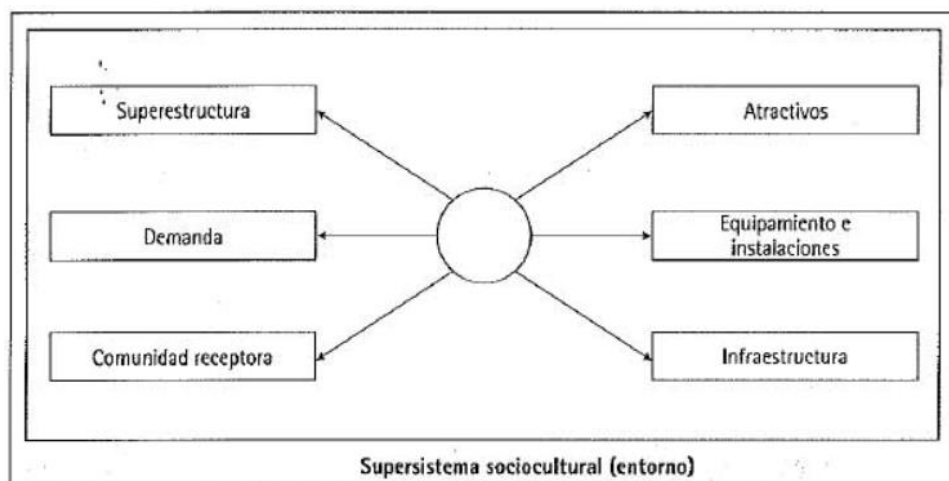 Superestructura
Atractivos
Demanda
Equipamiento e
instalaciones
Comunidad receptora
Infraestructura
Supersistema sociocultural (entorno)